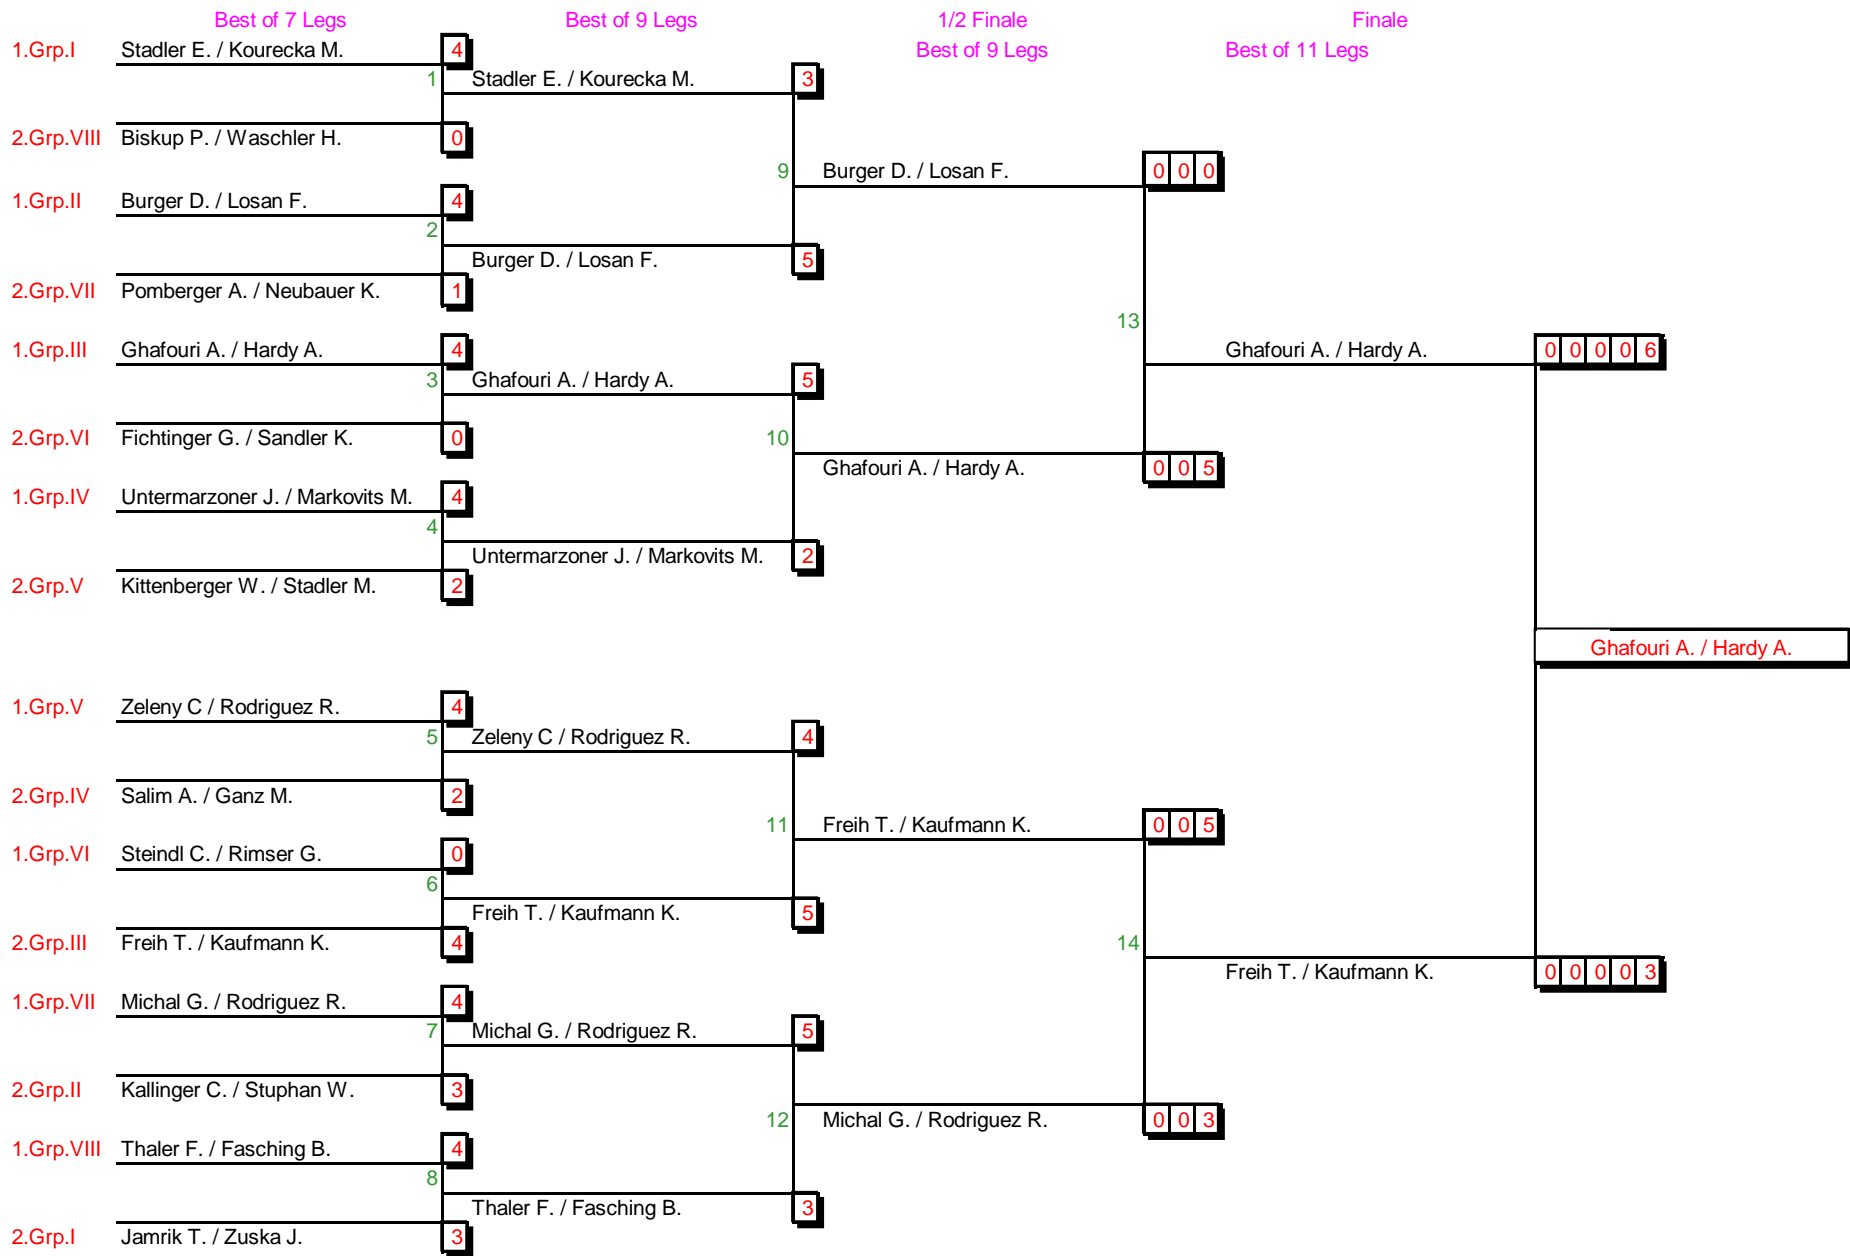 Best of 7 Legs Best of 9 Legs 1/2 Finale Finale
Best of 9 Legs Best of 11 Legs
1.Grp.I Stadler E. / Kourecka M. 4
1 Stadler E. / Kourecka M. 3
2.Grp.VIII Biskup P. / Waschler H. 0
9 Burger D. / Losan F. 0 0 0
1.Grp.II Burger D. / Losan F. 4
2
Burger D. / Losan F. 5
2.Grp.VII Pomberger A. / Neubauer K. 1
13
1.Grp.III Ghafouri A. / Hardy A. 4 Ghafouri A. / Hardy A. 0 0 0 0 6
3 Ghafouri A. / Hardy A. 5
2.Grp.VI Fichtinger G. / Sandler K. 0 10
Ghafouri A. / Hardy A. 0 0 5
1.Grp.IV Untermarzoner J. / Markovits M. 4
4
Untermarzoner J. / Markovits M. 2
2.Grp.V Kittenberger W. / Stadler M. 2
Ghafouri A. / Hardy A.
1.Grp.V Zeleny C / Rodriguez R. 4
5 Zeleny C / Rodriguez R. 4
2.Grp.IV Salim A. / Ganz M. 2
11 Freih T. / Kaufmann K. 0 0 5
1.Grp.VI Steindl C. / Rimser G. 0
6
Freih T. / Kaufmann K. 5
2.Grp.III Freih T. / Kaufmann K. 4 14
Freih T. / Kaufmann K. 0 0 0 0 3
1.Grp.VII Michal G. / Rodriguez R. 4
7 Michal G. / Rodriguez R. 5
2.Grp.II Kallinger C. / Stuphan W. 3
12 Michal G. / Rodriguez R. 0 0 3
1.Grp.VIII Thaler F. / Fasching B. 4
8
Thaler F. / Fasching B. 3
2.Grp.I Jamrik T. / Zuska J. 3